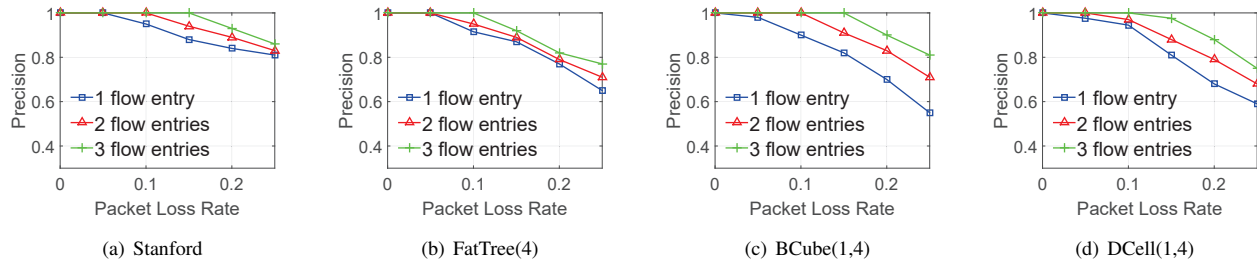 1
0.8
0.6
0.4
Precision
1 flow entry
2 flow entries
3 flow entries
0 0.1 0.2
Packet Loss Rate
(a) Stanford
1
0.8
0.6
0.4
Precision
1 flow entry
2 flow entries
3 flow entries
0 0.1 0.2
Packet Loss Rate
(b) FatTree(4)
1
0.8
0.6
0.4
Precision
1 flow entry
2 flow entries
3 flow entries
0 0.1 0.2
Packet Loss Rate
(c) BCube(1,4)
1
0.8
0.6
0.4
Precision
1 flow entry
2 flow entries
3 flow entries
0 0.1 0.2
Packet Loss Rate
(d) DCell(1,4)